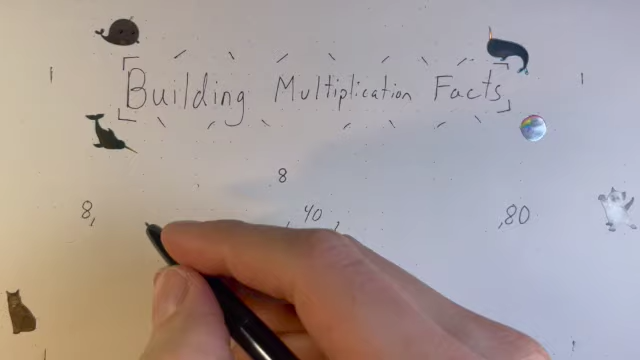 Building Multiplication Facts
8
8, , 40 , ,80